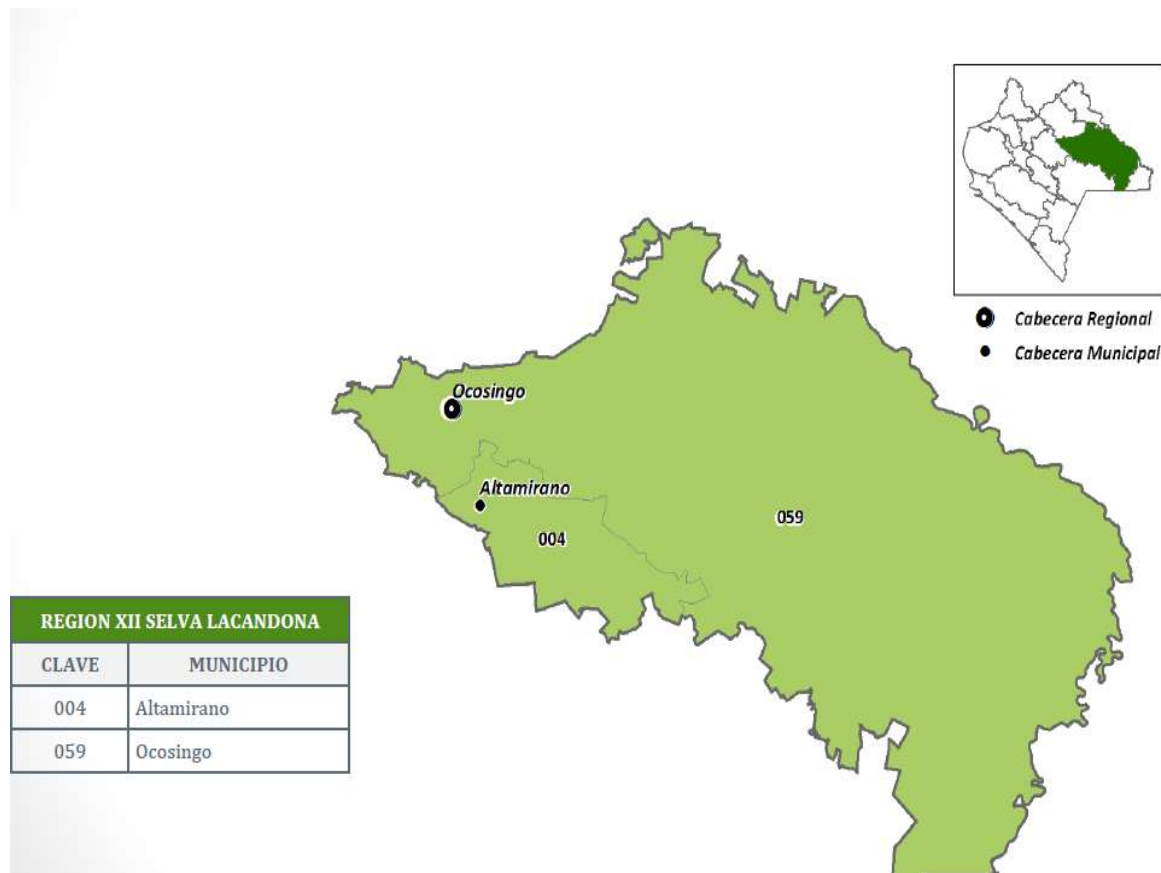 Cabecera Regional
Cabecera Municipal
Ocosingo
Altamirano
059
004
REGION XII SELVA LACANDONA
CLAVE MUNICIPIO
004 Altamirano
059 Ocosingo